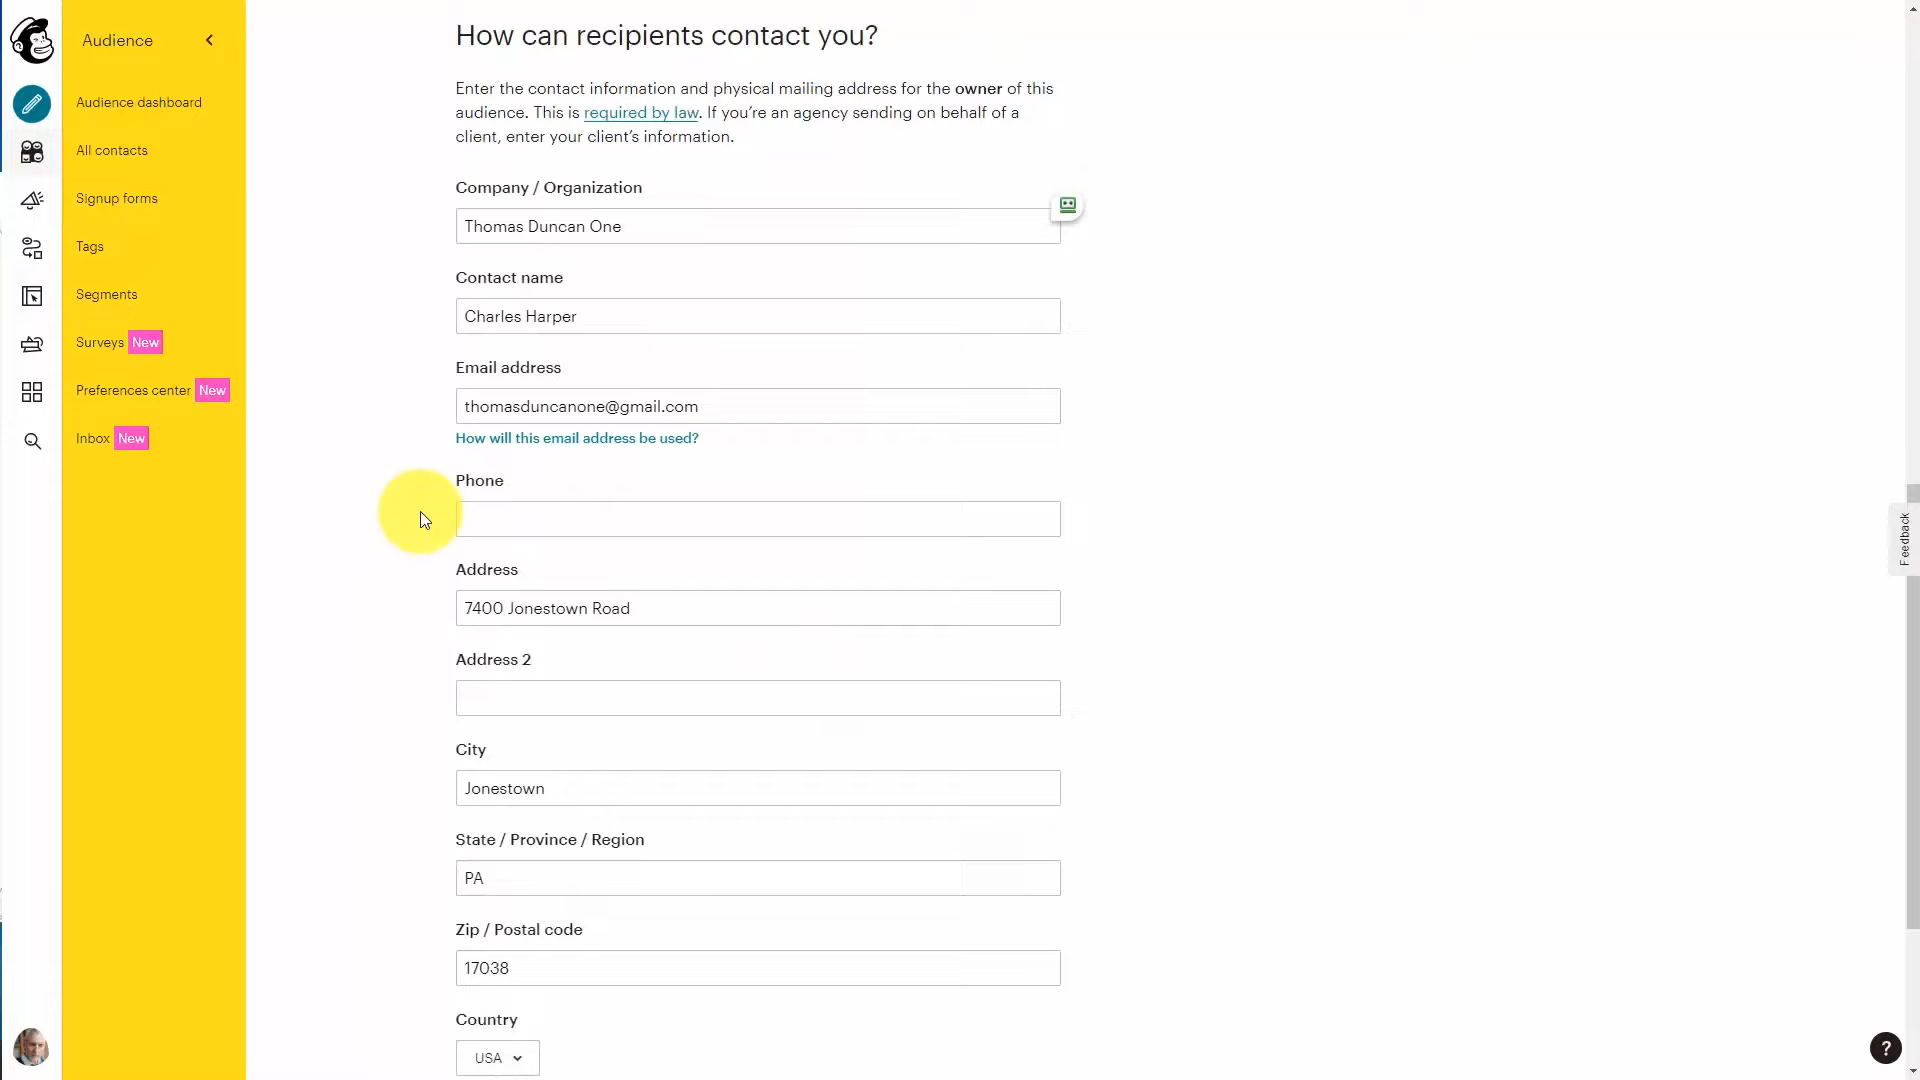 Audience
Audience dashboard
All contacts
Signup forms
Tags
Segments
Surveys New
Preferences center New
Inbox New
How can recipients contact you?
Enter the contact information and physical mailing address for the owner of this
audience. This is required by law. If you’re an agency sending on behalf of a
client, enter your client’s information.
Company / Organization
Thomas Duncan One
Contact name
Charles Harper
Email address
thomasduncanone@gmail.com
How will this email address be used?
Phone
Address
7400 Jonestown Road
Address 2
City
Jonestown
State / Province / Region
PA
Zip / Postal code
17038
Country
USA
Feedback
?